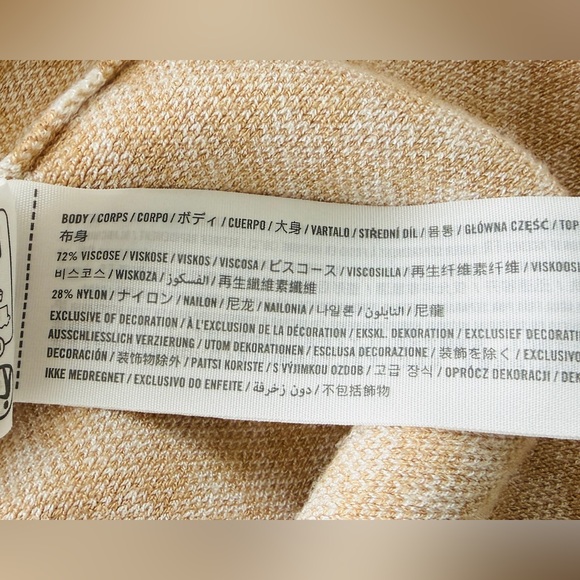 BODY / CORPS / CORPO / ボディ / CUERPO / 大身 / VARTALO / STŘEDNÍ DÍL / 몸통 / GŁÓWNA CZĘŚĆ / TOP
布身
72% VISCOSE / VISKOSE / VISKOS / VISCOSA / ビスコース / VISCOSILLA / 再生纤维素纤维 / VISKOOS
비스코스 / WISKOZA / الفسكوز / 再生纖維素纖維
28% NYLON / ナイロン / NAILON / 尼龙 / NAILONIA / 나일론 / النايلون / 尼龍
EXCLUSIVE OF DECORATION / À L'EXCLUSION DE LA DÉCORATION / EKSKL. DEKORATION / EXCLUSIEF DECORATI
AUSSCHLIESSLICH VERZIERUNG / UTOM DEKORATIONEN / ESCLUSA DECORAZIONE / 装飾を除く / EXCLUSIVO
DECORACIÓN / 装饰物除外 / PAITSI KORISTE / S VÝJIMKOU OZDOB / 고급 장식 / OPRÓCZ DEKORACJI / DEK
IKKE MEDREGNET / EXCLUSIVO DO ENFEITE / دون زخرفة / 不包括飾物